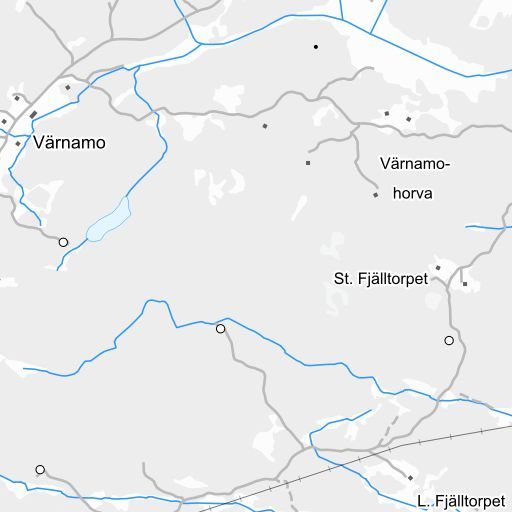 Värnamo
Värnamo-
horva
St. Fjälltorpet
L. Fjälltorpet